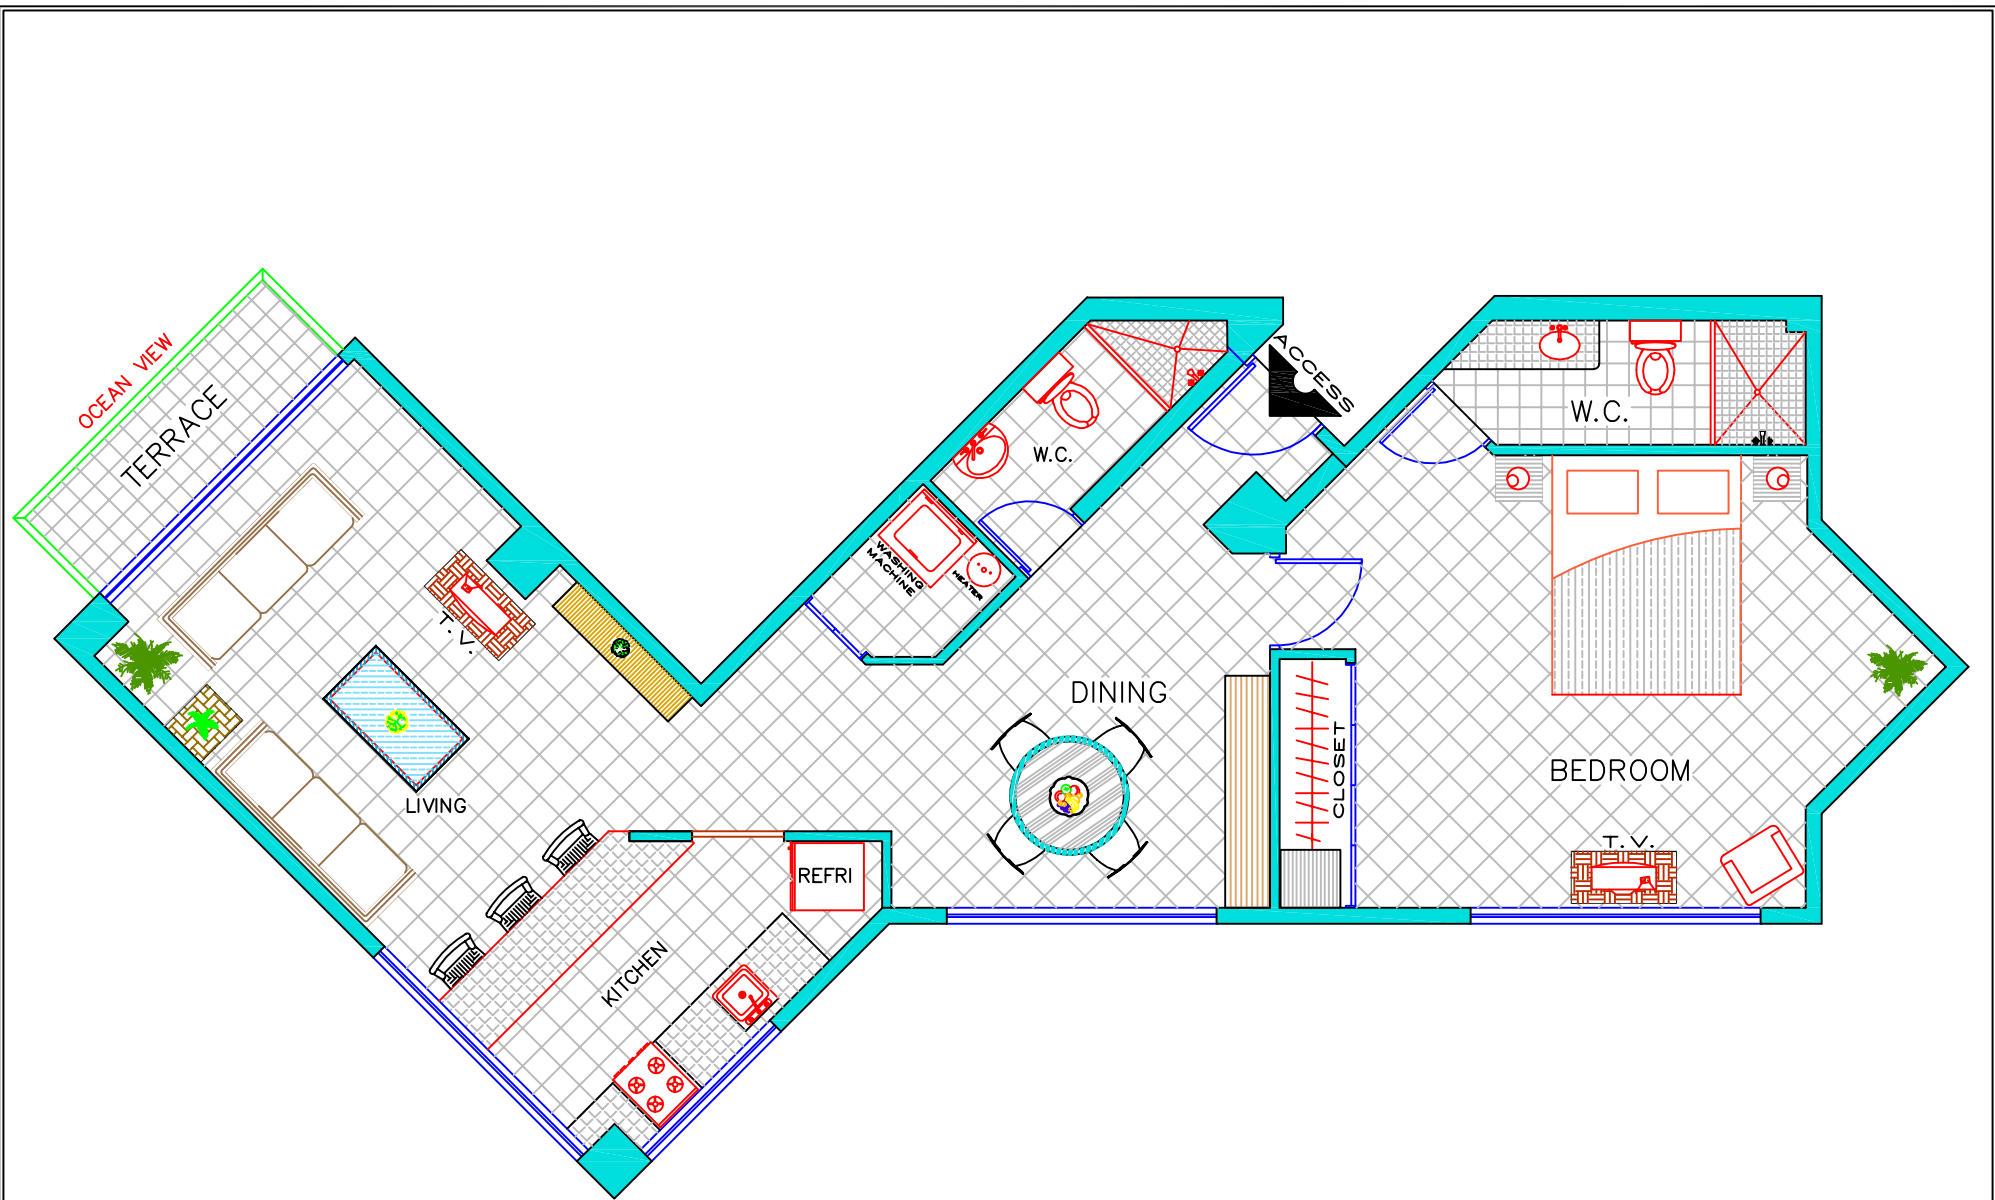 OCEAN VIEW
TERRACE
T.V.
LIVING
KITCHEN
REFRI
WASHING
MACHINE
HEATER
W.C.
ACCESS
DINING
CLOSET
W.C.
BEDROOM
T.V.